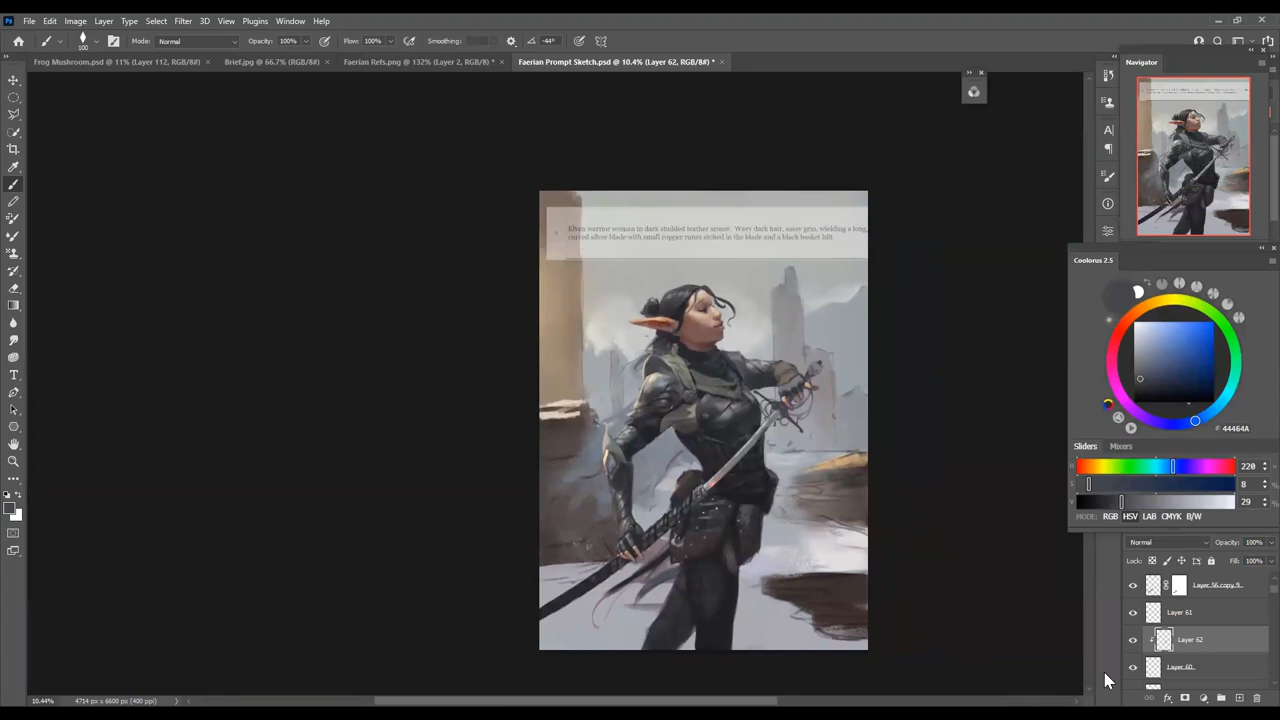 Ps File Edit Image Layer Type Select Filter 3D View Plugins Window Help
100 Mode: Normal Opacity: 100% Flow: 100% Smoothing: -44°
Frog Mushroom.psd @ 11% (Layer 112, RGB/8#) × Brief.jpg @ 66.7% (RGB/8#) × Faerian Refs.png @ 132% (Layer 2, RGB/8*) * × Faerian Prompt Sketch.psd @ 10.4% (Layer 62, RGB/8#) * ×
Navigator
Elven warrior woman in dark studded leather armor. Wavy dark hair, sassy grin, wielding a long,
curved silver blade with small copper runes etched in the blade and a black basket hilt.
Coolorus 2.5
# 44464A
Sliders Mixers
H 220
S 8 %
V 29 %
MODE: RGB HSV LAB CMYK B/W
Normal Opacity: 100%
Lock: Fill: 100%
Layer 56 copy 9
Layer 61
Layer 62
Layer 60
10.44% 4714 px x 6600 px (400 ppi)